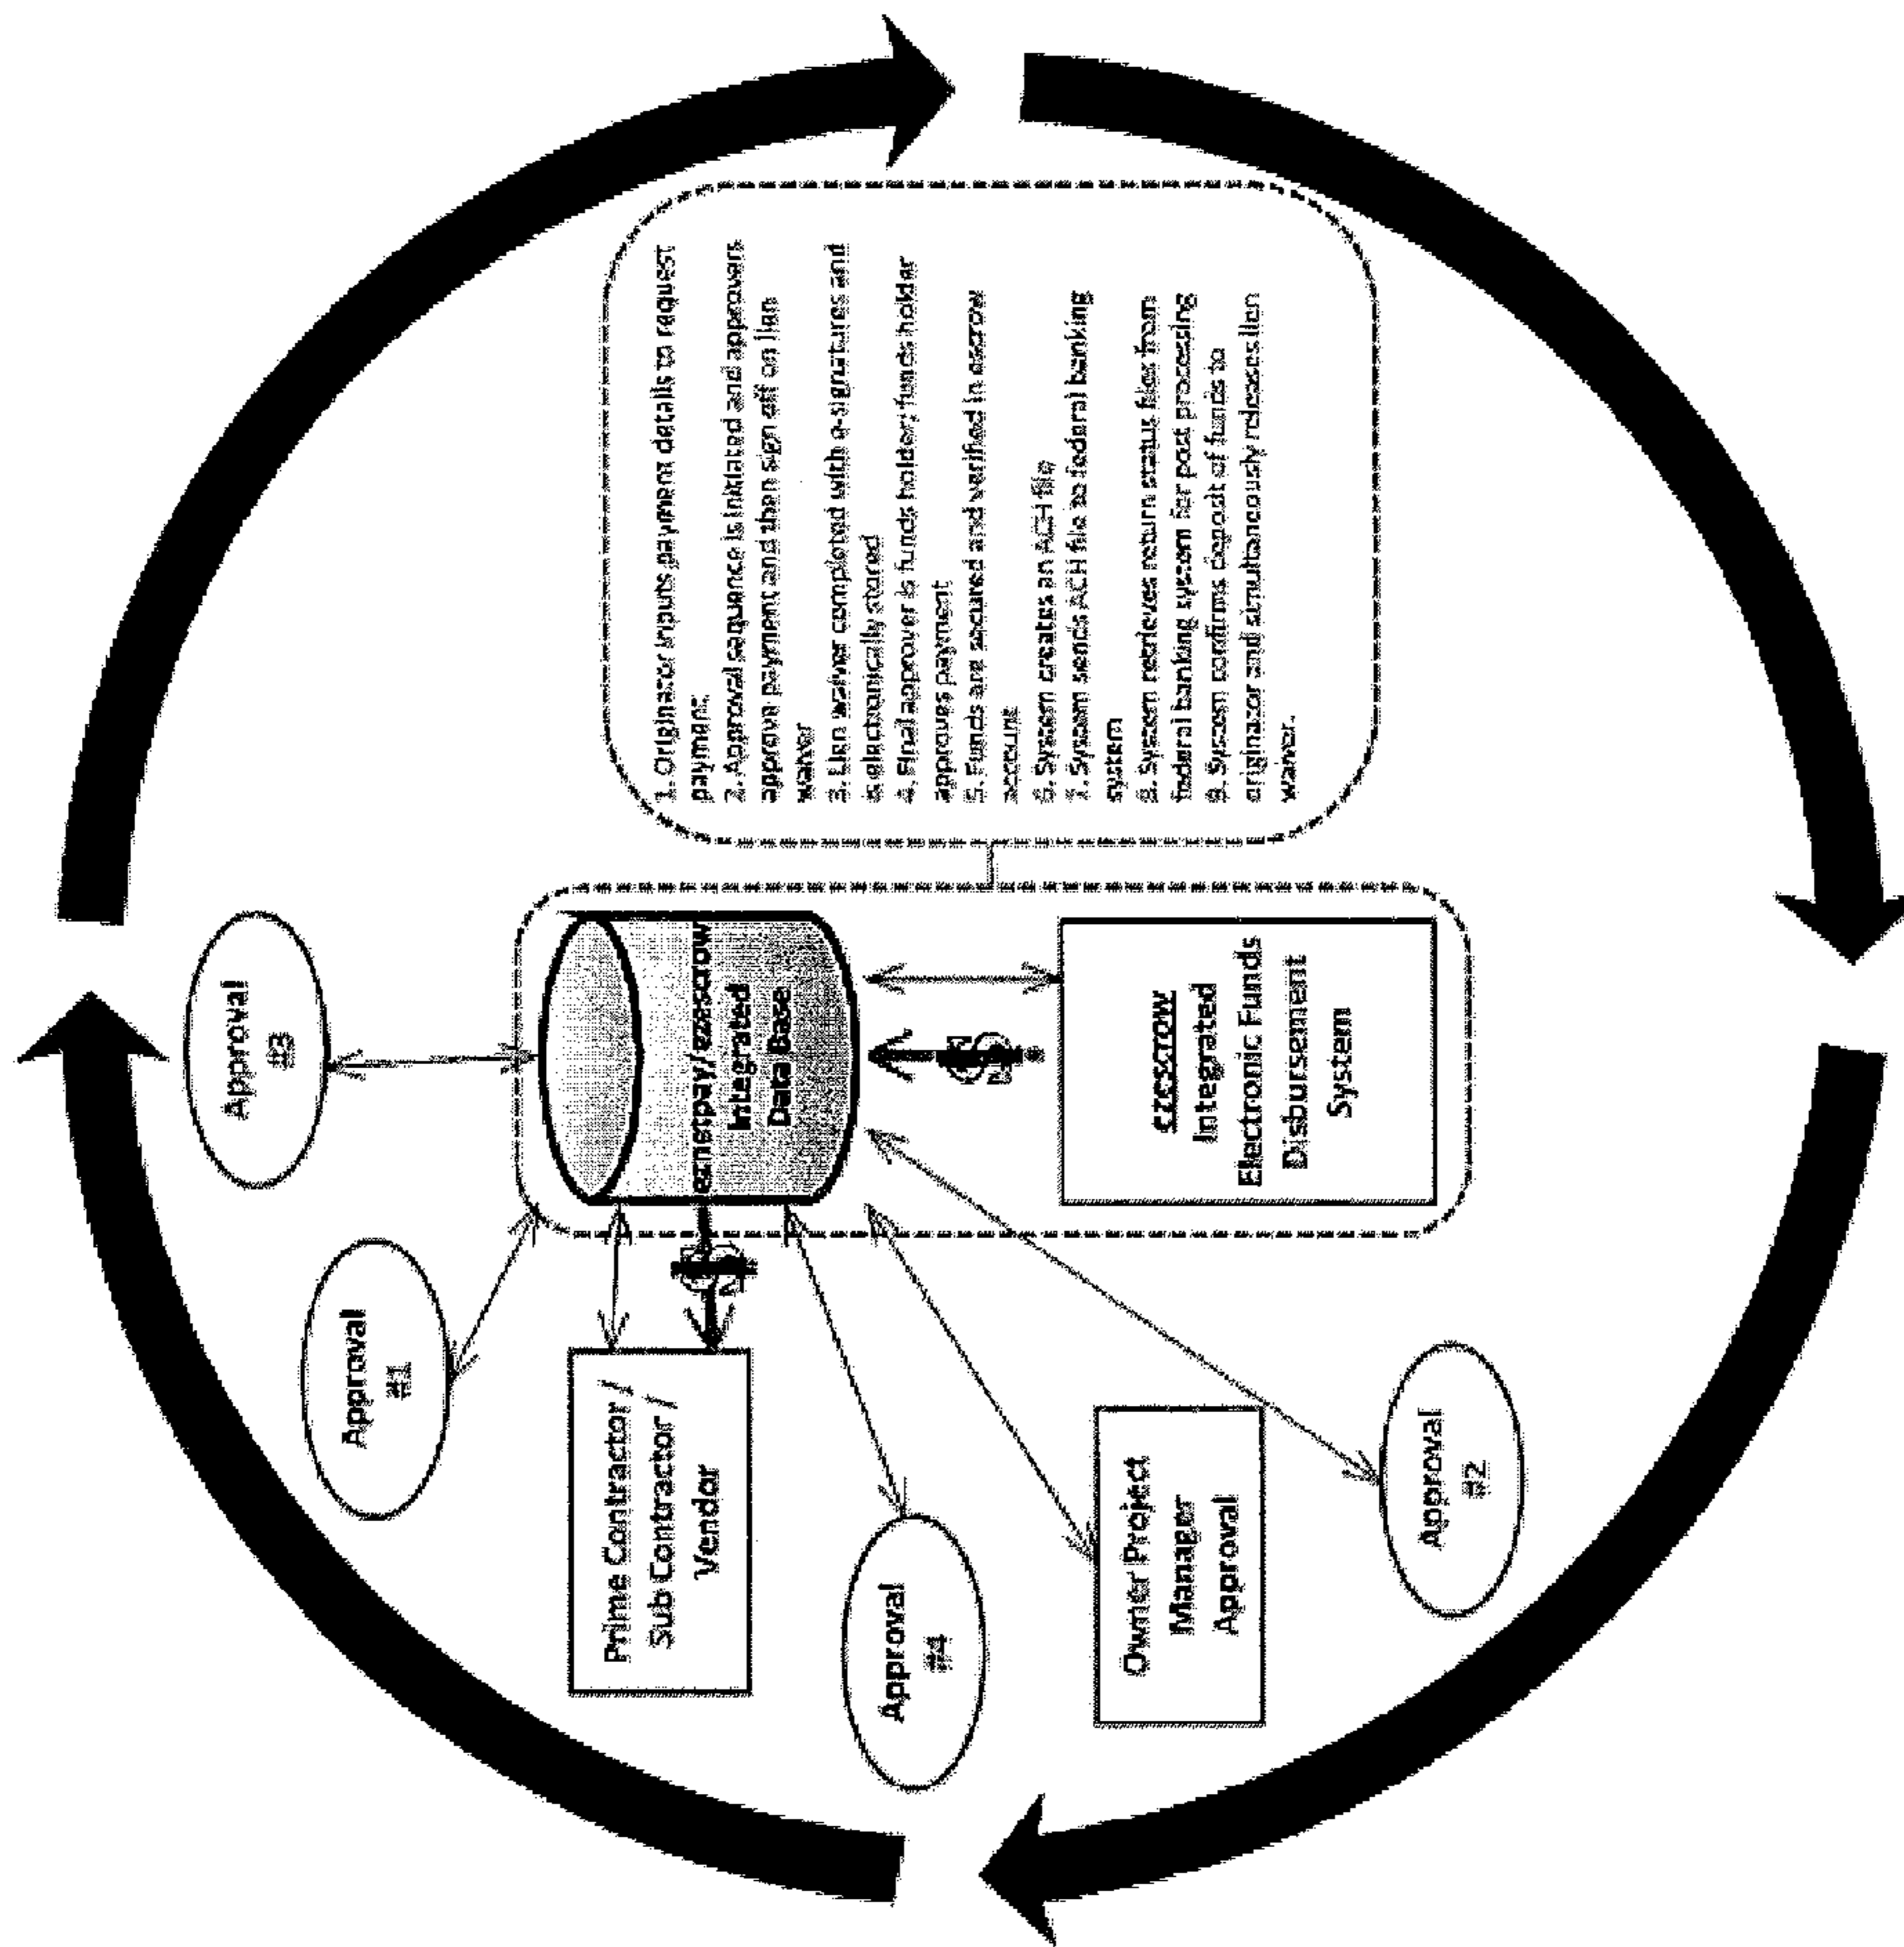 Approval
#3
Approval
#1
Prime Contractor /
Sub Contractor /
Vendor
eznetpay/ezescrow
Integrated
Data Base
1. Originator inputs payment details to request
payment.
2. Approval sequence is initiated and approvers
approve payment and then sign off on lien
waiver
3. Lien waiver completed with e-signatures and
is electronically stored
4. Final approver is funds holder; funds holder
approves payment
5. Funds are secured and verified in escrow
account
6. System creates an ACH file
7. System sends ACH file to federal banking
system
8. System retrieves return status files from
federal banking system for post processing
9. System confirms deposit of funds to
originator and simultaneously releases lien
waiver.
Approval
#4
Owner Project
Manager
Approval
ezescrow
Integrated
Electronic Funds
Disbursement
System
Approval
#2